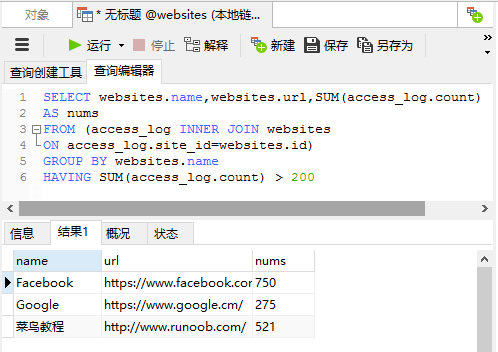 对象
* 无标题 @websites (本地链...
运行
停止
解释
新建
保存
另存为
查询创建工具
查询编辑器
1 SELECT websites.name,websites.url,SUM(access_log.count)
2 AS nums
3 FROM (access_log INNER JOIN websites
4 ON access_log.site_id=websites.id)
5 GROUP BY websites.name
6 HAVING SUM(access_log.count) > 200
信息
结果1
概况
状态
name url nums
Facebook https://www.facebook.con 750
Google https://www.google.cm/ 275
菜鸟教程 http://www.runoob.com/ 521